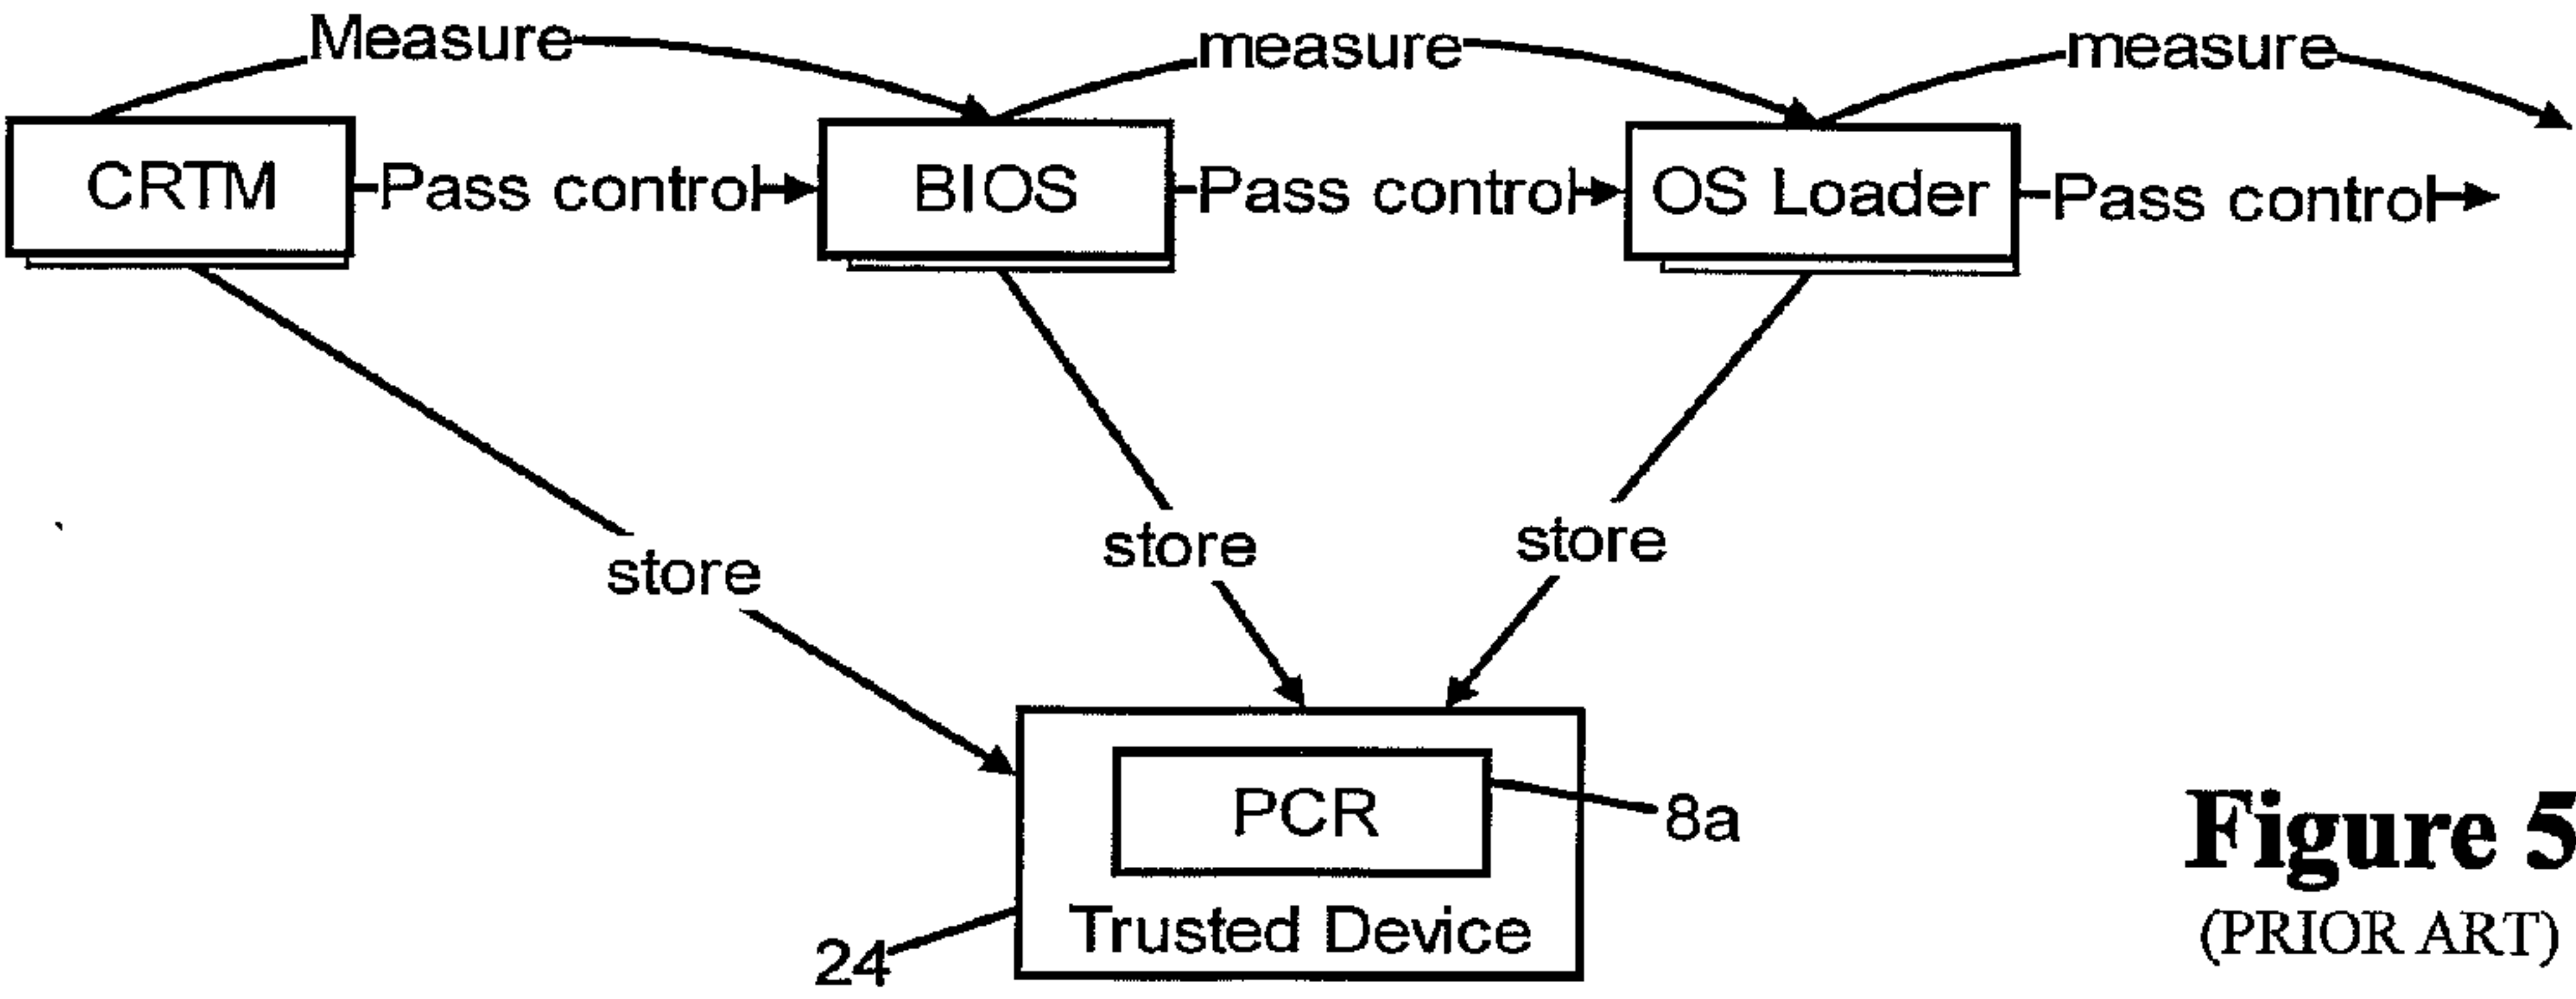 Measure measure measure
CRTM Pass control BIOS Pass control OS Loader Pass control
store store store
PCR 8a
Trusted Device
24
Figure 5
(PRIOR ART)